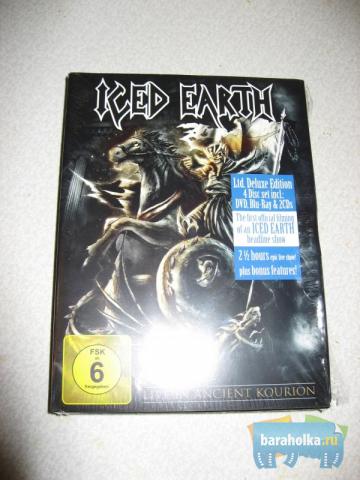 ICED EARTH
Ltd. Deluxe Edition
4 Disc set incl:
DVD, Blu-Ray & 2CDs
The first official filming
of an ICED EARTH
headline show
2 ½ hours epic live show!
plus bonus features!
FSK
ab
6
freigegeben
LIVE IN ANCIENT KOURION
baraholka.ru